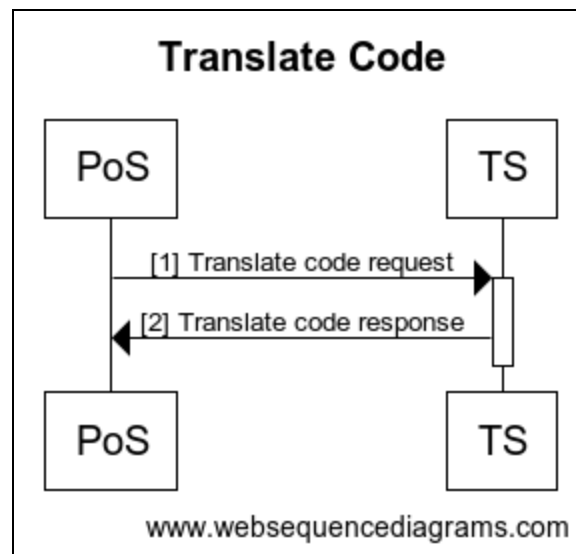 Translate Code
PoS TS
[1] Translate code request
[2] Translate code response
PoS TS
www.websequencediagrams.com